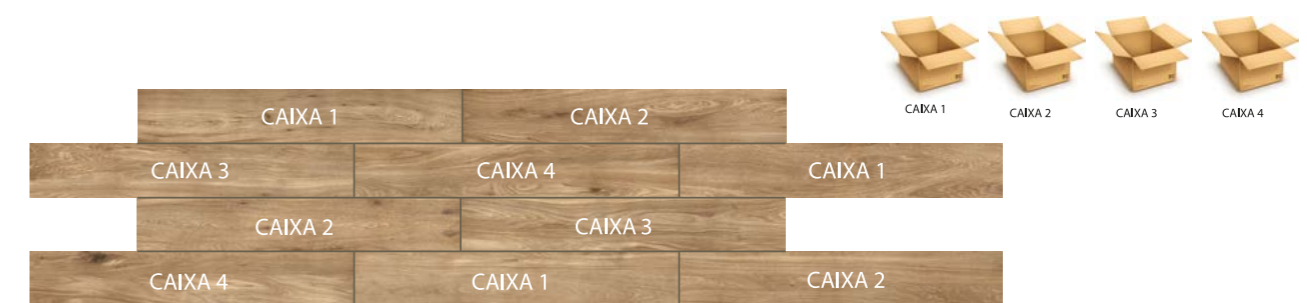 CAIXA 1 CAIXA 2 CAIXA 3 CAIXA 4
CAIXA 1 CAIXA 2
CAIXA 3 CAIXA 4 CAIXA 1
CAIXA 2 CAIXA 3
CAIXA 4 CAIXA 1 CAIXA 2